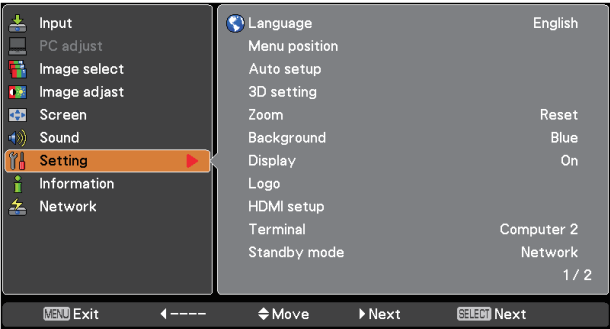 Input
PC adjust
Image select
Image adjast
Screen
Sound
Setting
Information
Network
Language English
Menu position
Auto setup
3D setting
Zoom Reset
Background Blue
Display On
Logo
HDMI setup
Terminal Computer 2
Standby mode Network
1 / 2
MENU Exit ---- Move Next SELECT Next